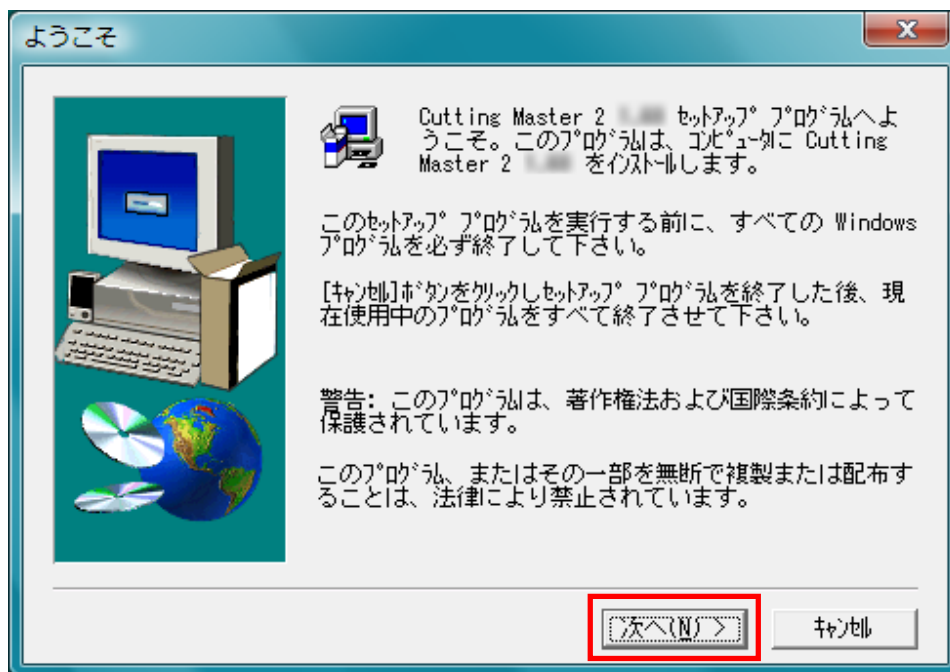 ようこそ
Cutting Master 2 ｾｯﾄｱｯﾌﾟ ﾌﾟﾛｸﾞﾗﾑへよ
うこそ。このﾌﾟﾛｸﾞﾗﾑは、ｺﾝﾋﾟｭｰﾀに Cutting
Master 2 をｲﾝｽﾄｰﾙします。
このｾｯﾄｱｯﾌﾟ ﾌﾟﾛｸﾞﾗﾑを実行する前に、すべての Windows
ﾌﾟﾛｸﾞﾗﾑを必ず終了して下さい。
[ｷｬﾝｾﾙ]ﾎﾞﾀﾝをｸﾘｯｸしｾｯﾄｱｯﾌﾟ ﾌﾟﾛｸﾞﾗﾑを終了した後、現
在使用中のﾌﾟﾛｸﾞﾗﾑをすべて終了させて下さい。
警告: このﾌﾟﾛｸﾞﾗﾑは、著作権法および国際条約によって
保護されています。
このﾌﾟﾛｸﾞﾗﾑ、またはその一部を無断で複製または配布す
ることは、法律により禁止されています。
次へ(N) >
ｷｬﾝｾﾙ